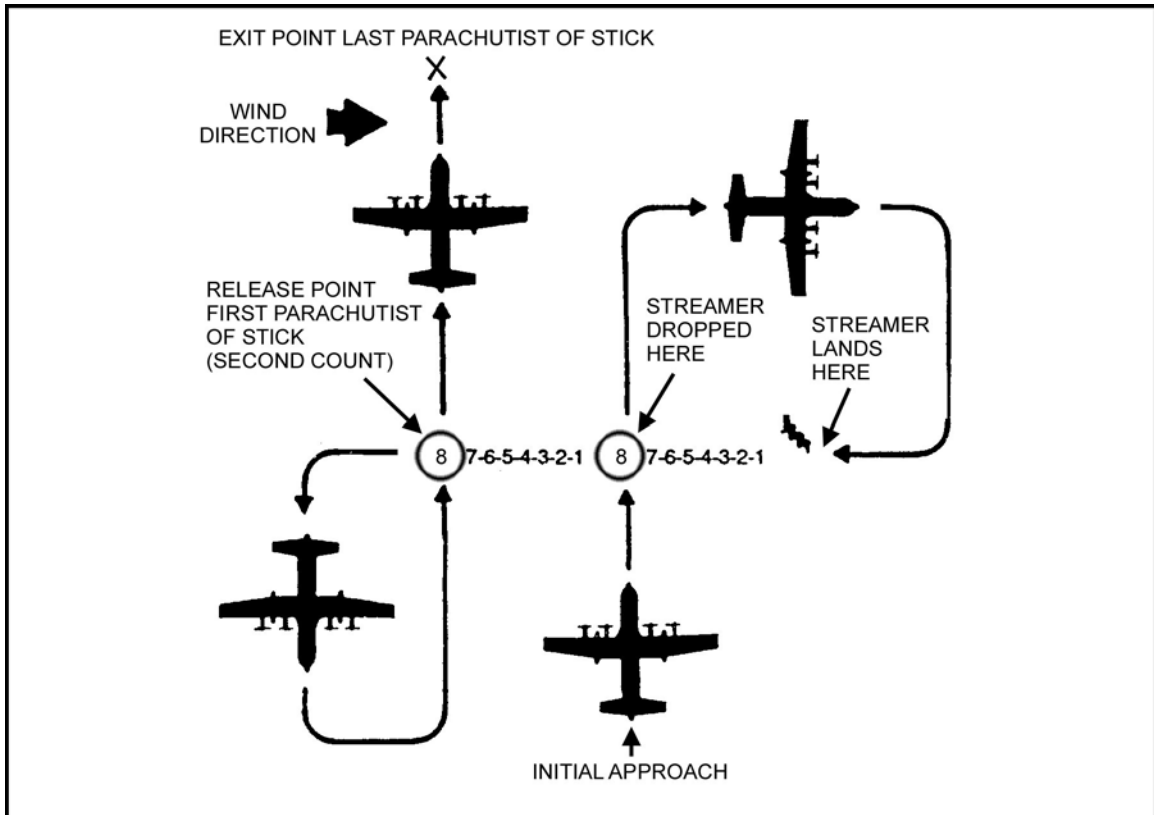 EXIT POINT LAST PARACHUTIST OF STICK
X
WIND
DIRECTION
RELEASE POINT
FIRST PARACHUTIST
OF STICK
(SECOND COUNT)
STREAMER
DROPPED
HERE
STREAMER
LANDS
HERE
8 7-6-5-4-3-2-1 8 7-6-5-4-3-2-1
INITIAL APPROACH